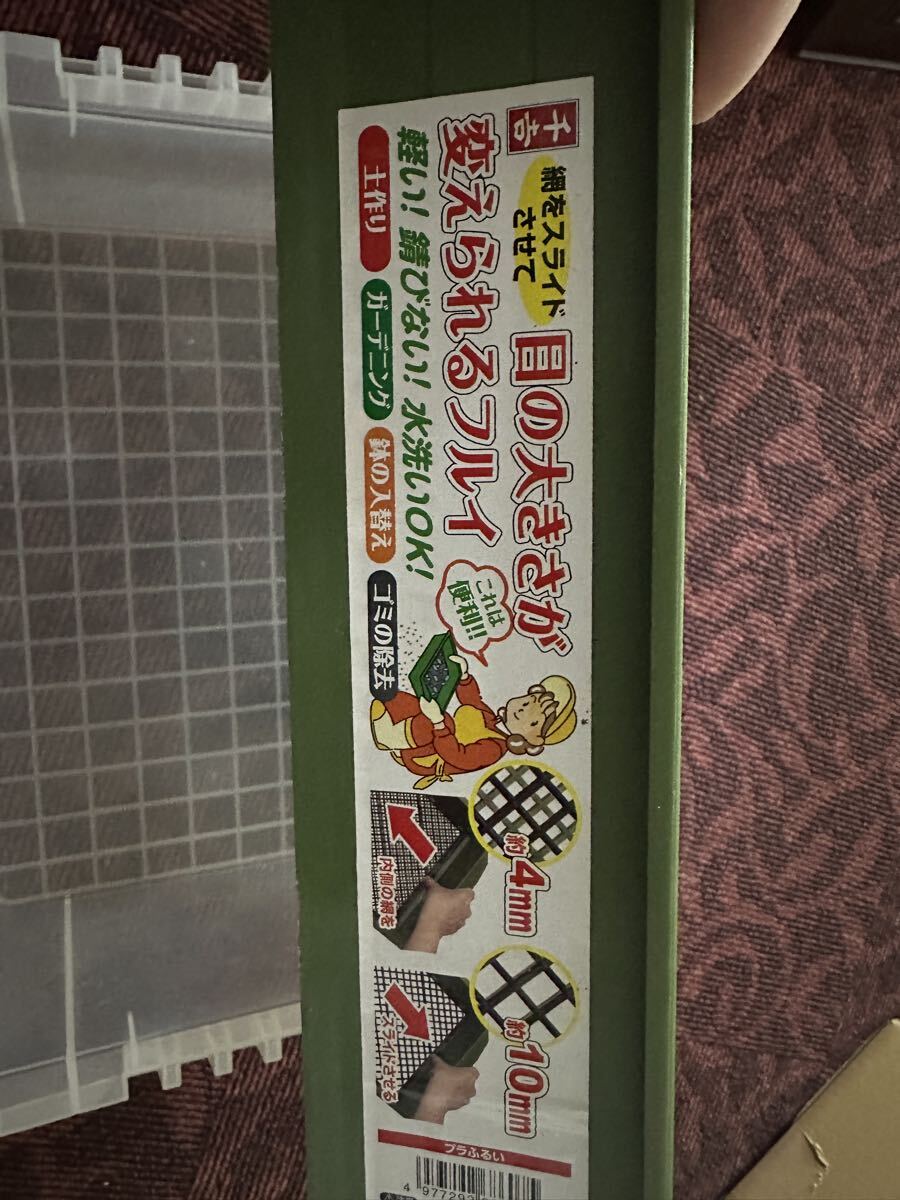 千吉
網をスライド
させて
目の大きさが
変えられるフルイ
軽い! 錆びない! 水洗いOK!
土作り
ガーデニング
鉢の入替え
ゴミの除去
これは
便利!!
約4mm
内側の網を
約10mm
スライドさせる
プラふるい
4 977292